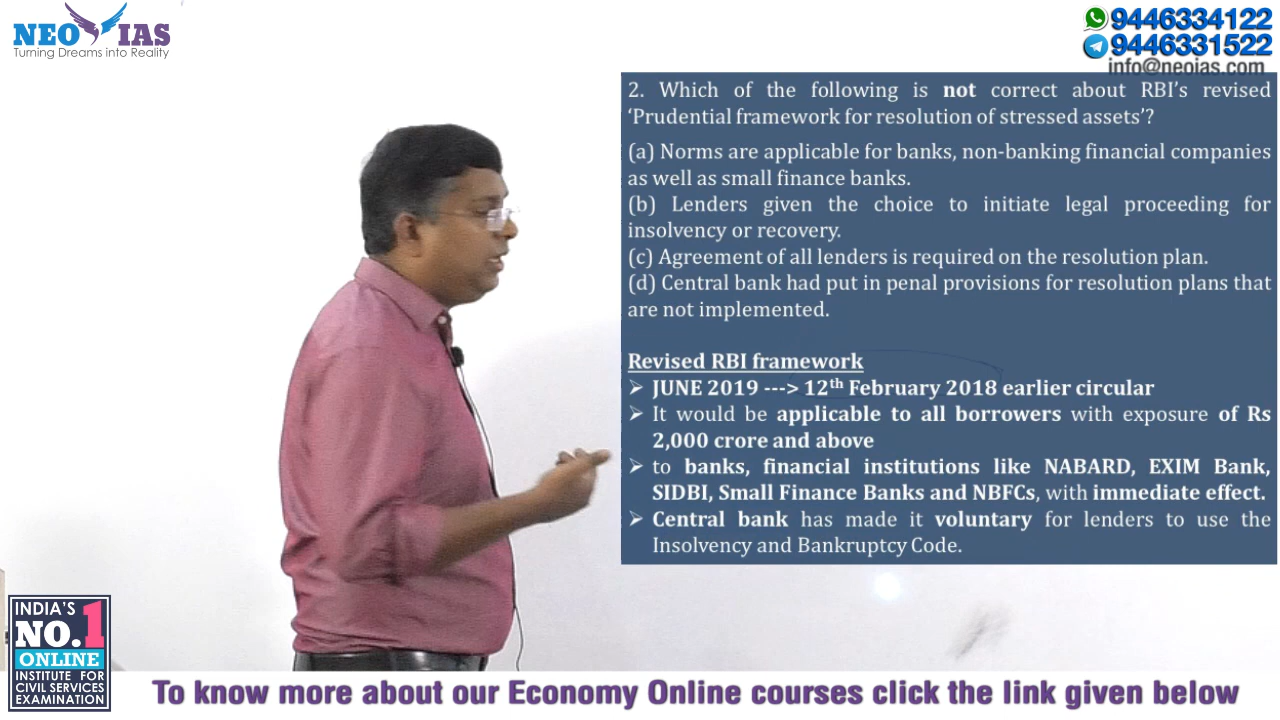 NEO IAS
Turning Dreams into Reality
9446334122
9446331522
info@neoias.com
2. Which of the following is not correct about RBI's revised
'Prudential framework for resolution of stressed assets'?
(a) Norms are applicable for banks, non-banking financial companies
as well as small finance banks.
(b) Lenders given the choice to initiate legal proceeding for
insolvency or recovery.
(c) Agreement of all lenders is required on the resolution plan.
(d) Central bank had put in penal provisions for resolution plans that
are not implemented.
Revised RBI framework
➢ JUNE 2019 ---> 12th February 2018 earlier circular
➢ It would be applicable to all borrowers with exposure of Rs
2,000 crore and above
➢ to banks, financial institutions like NABARD, EXIM Bank,
SIDBI, Small Finance Banks and NBFCs, with immediate effect.
➢ Central bank has made it voluntary for lenders to use the
Insolvency and Bankruptcy Code.
INDIA'S
NO.1
ONLINE
INSTITUTE FOR
CIVIL SERVICES
EXAMINATION
To know more about our Economy Online courses click the link given below